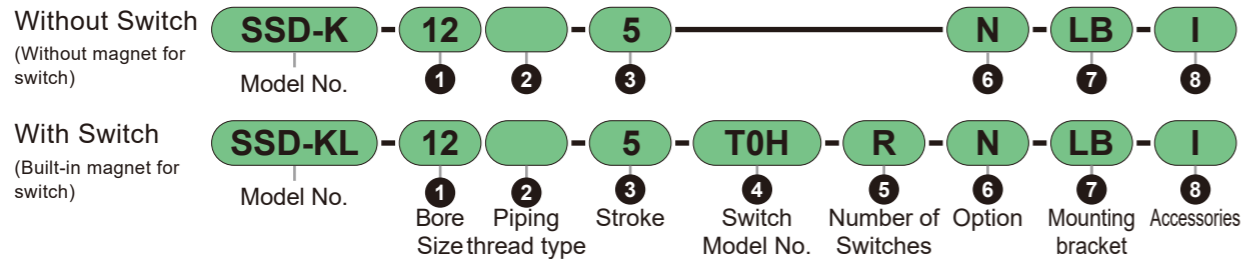 Without Switch
(Without magnet for
switch)
SSD-K - 12 - 5 N - LB - I
Model No.
1 2 3 6 7 8
With Switch
(Built-in magnet for
switch)
SSD-KL - 12 - 5 - T0H - R - N - LB - I
Model No.
1 2 3 4 5 6 7 8
Bore Piping Stroke Switch Number of Option Mounting Accessories
Size thread type Model No. Switches bracket